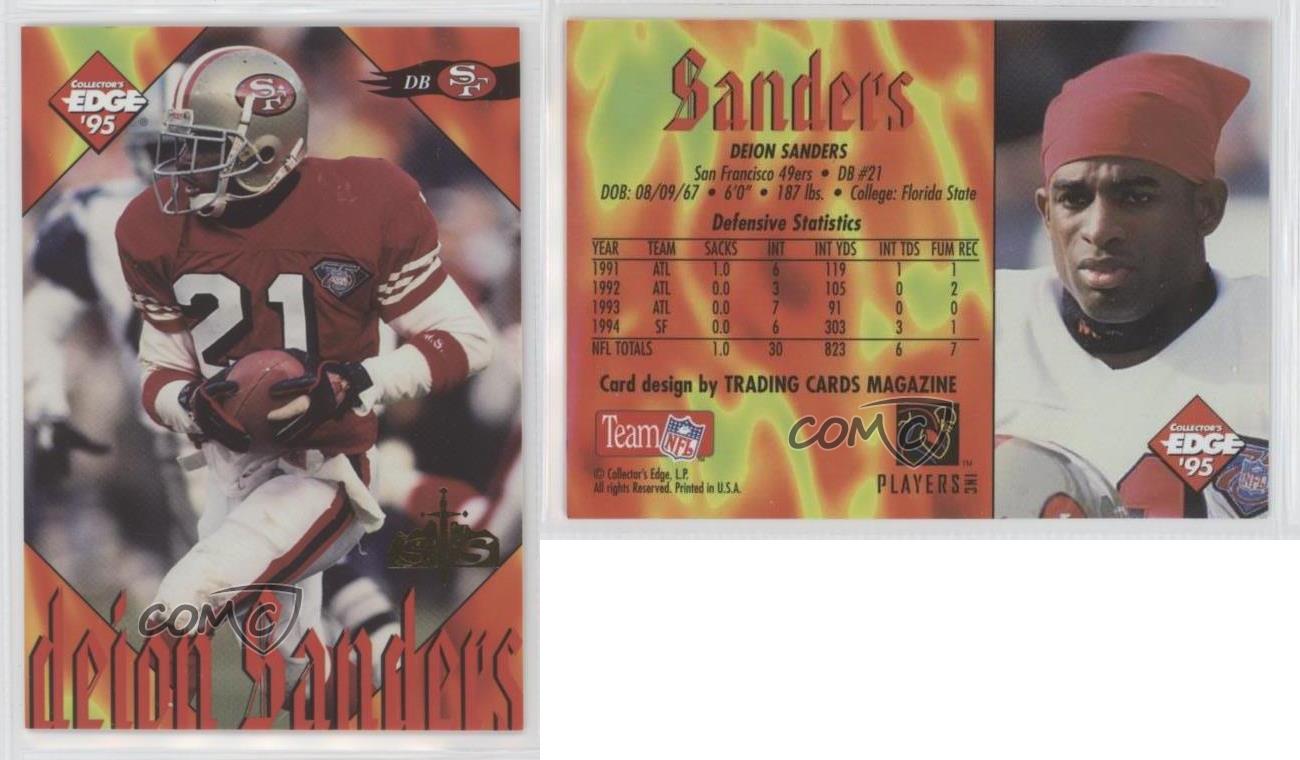 COLLECTOR'S
EDGE
'95
®
DB SF
SF
21
75
NFL
M.S.
S S
COMC
deion Sanders
Sanders
DEION SANDERS
San Francisco 49ers • DB #21
DOB: 08/09/67 • 6'0" • 187 lbs. • College: Florida State
Defensive Statistics
YEAR TEAM SACKS INT INT YDS INT TDS FUM REC
1991 ATL 1.0 6 119 1 1
1992 ATL 0.0 3 105 0 2
1993 ATL 0.0 7 91 0 0
1994 SF 0.0 6 303 3 1
NFL TOTALS 1.0 30 823 6 7
Card design by TRADING CARDS MAGAZINE
Team NFL
COMC
© Collector's Edge, L.P.
All rights Reserved. Printed in U.S.A.
PLAYERS INC
TM
COLLECTOR'S
EDGE
'95
NFL